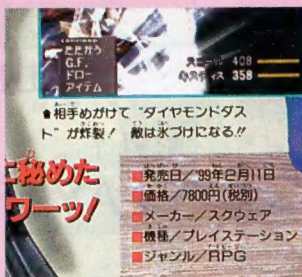 たたかう
G.F.
ドロー
アイテム
スコール 408
キスティス 358
相手めがけて“ダイヤモンドダス
ト”が炸裂! 敵は氷づけになる!!
に秘めた
ワーッ!
■発売日/'99年2月11日
■価格/7800円(税別)
■メーカー/スクウェア
■機種/プレイステーション
■ジャンル/RPG